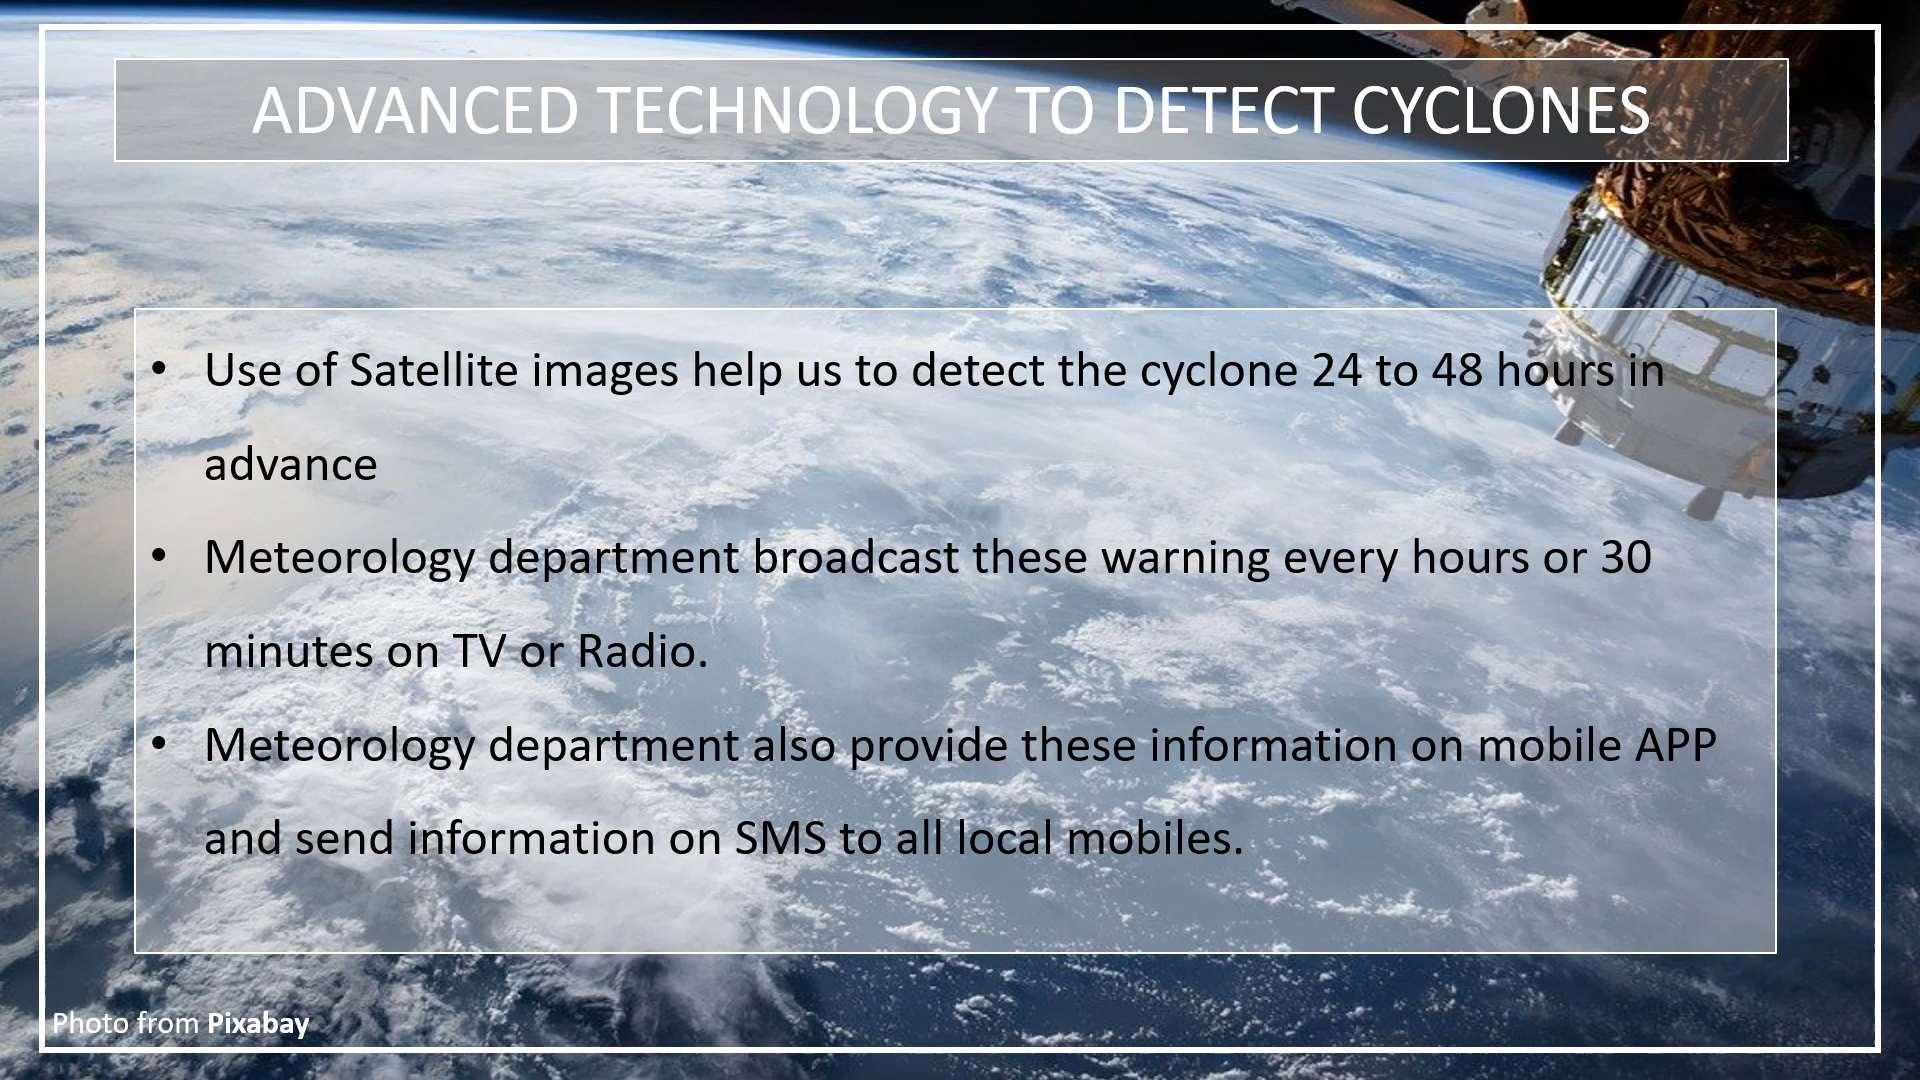 ADVANCED TECHNOLOGY TO DETECT CYCLONES
• Use of Satellite images help us to detect the cyclone 24 to 48 hours in
advance
• Meteorology department broadcast these warning every hours or 30
minutes on TV or Radio.
• Meteorology department also provide these information on mobile APP
and send information on SMS to all local mobiles.
Photo from Pixabay